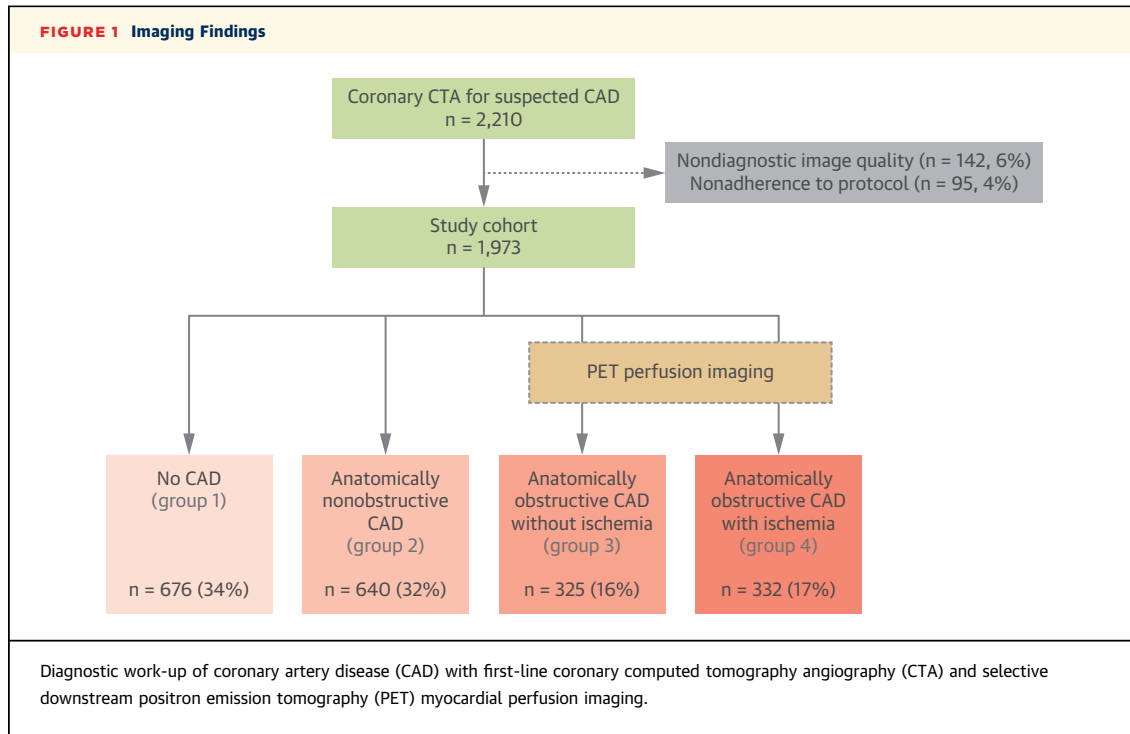 FIGURE 1 Imaging Findings
Coronary CTA for suspected CAD
n = 2,210
Nondiagnostic image quality (n = 142, 6%)
Nonadherence to protocol (n = 95, 4%)
Study cohort
n = 1,973
PET perfusion imaging
No CAD
(group 1)
n = 676 (34%)
Anatomically
nonobstructive
CAD
(group 2)
n = 640 (32%)
Anatomically
obstructive CAD
without ischemia
(group 3)
n = 325 (16%)
Anatomically
obstructive CAD
with ischemia
(group 4)
n = 332 (17%)
Diagnostic work-up of coronary artery disease (CAD) with first-line coronary computed tomography angiography (CTA) and selective
downstream positron emission tomography (PET) myocardial perfusion imaging.